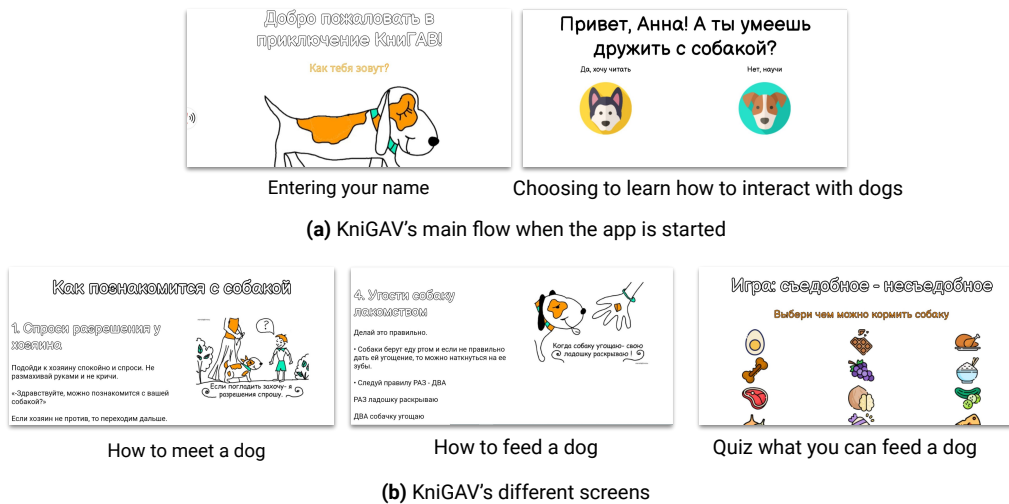 Добро пожаловать в
приключение КниГАВ!
Как тебя зовут?
Привет, Анна! А ты умеешь
дружить с собакой?
Да, хочу читать
Нет, научи
Entering your name
Choosing to learn how to interact with dogs
(a) KniGAV's main flow when the app is started
Как познакомится с собакой
1. Спроси разрешения у
хозяина
Подойди к хозяину спокойно и спроси. Не
размахивай руками и не кричи.
«-Здравствуйте, можно познакомится с вашей
собакой?»
Если хозяин не против, то переходим дальше.
?
Если погладить захочу- я
разрешения спрошу.
4. Угости собаку
лакомством
Делай это правильно.
• Собаки берут еду ртом и если не правильно
дать ей угощение, то можно наткнуться на ее
зубы.
• Следуй правилу РАЗ - ДВА
РАЗ ладошку раскрываю
ДВА собачку угощаю
Когда собаку угощаю- свою
ладошку раскрываю !
Игра: съедобное - несъедобное
Выбери чем можно кормить собаку
How to meet a dog
How to feed a dog
Quiz what you can feed a dog
(b) KniGAV's different screens